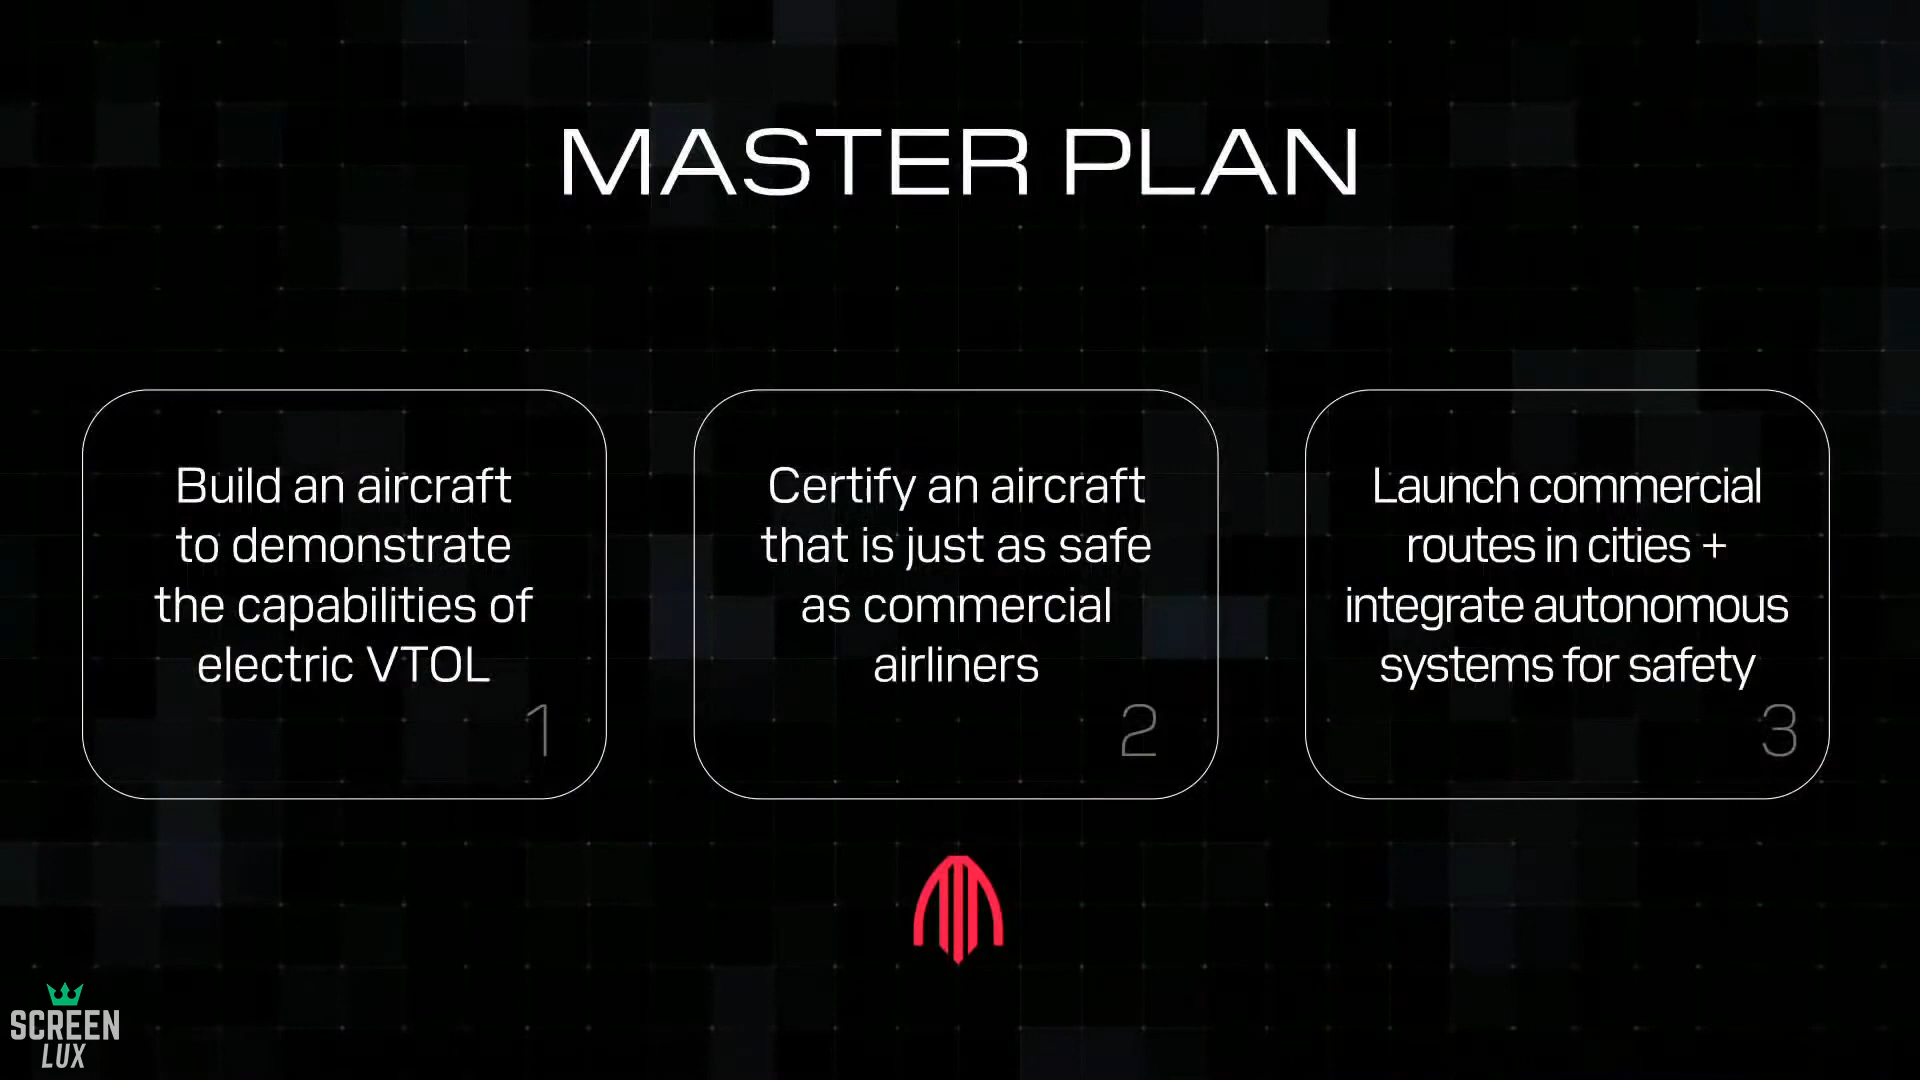 MASTER PLAN
Build an aircraft
to demonstrate
the capabilities of
electric VTOL
1
Certify an aircraft
that is just as safe
as commercial
airliners
2
Launch commercial
routes in cities +
integrate autonomous
systems for safety
3
SCREEN
LUX